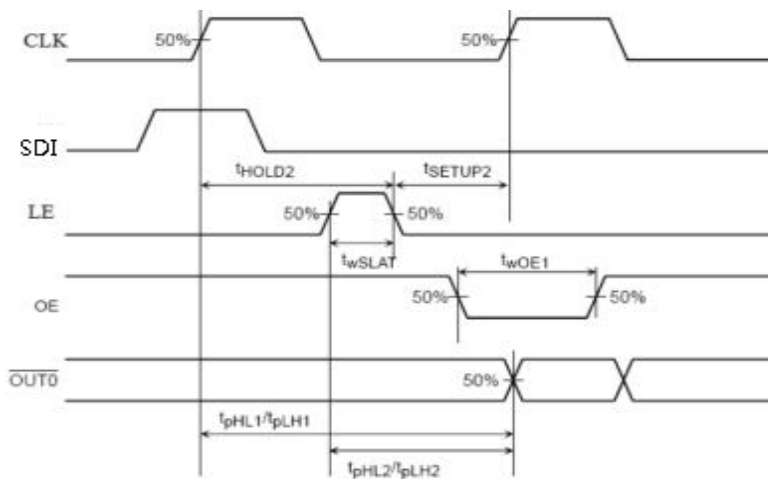 CLK
50%
50%
SDI
tHOLD2
tSETUP2
LE
50%
50%
twSLAT
twOE1
OE
50%
50%
OUT0
50%
tpHL1/tpLH1
tpHL2/tpLH2